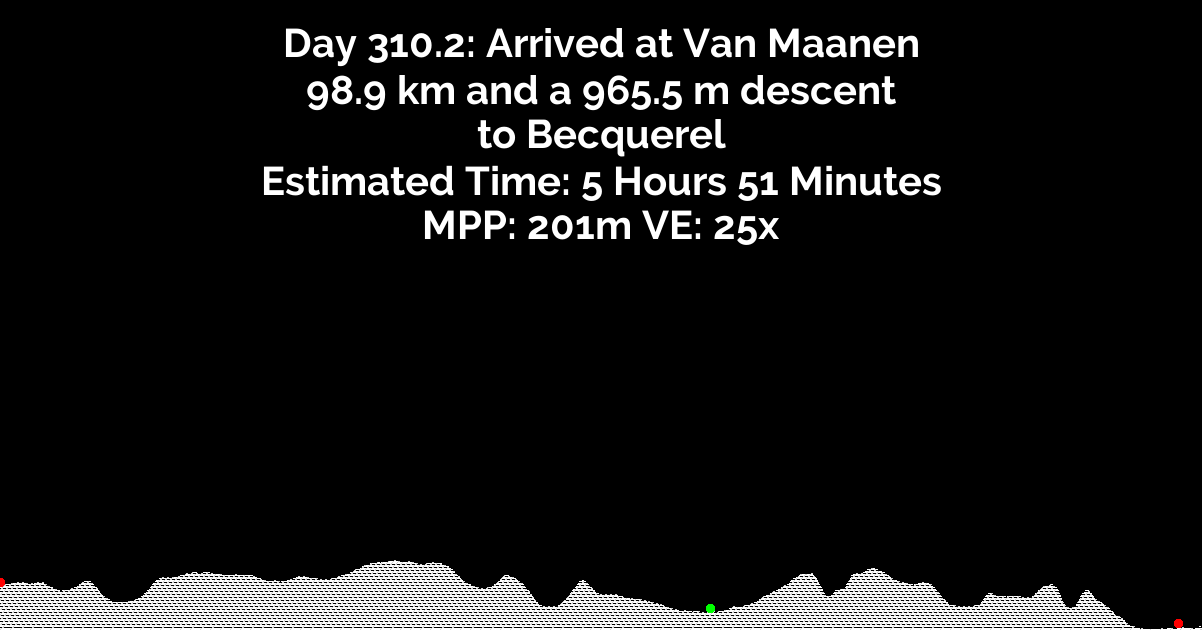 Day 310.2: Arrived at Van Maanen
98.9 km and a 965.5 m descent
to Becquerel
Estimated Time: 5 Hours 51 Minutes
MPP: 201m VE: 25x